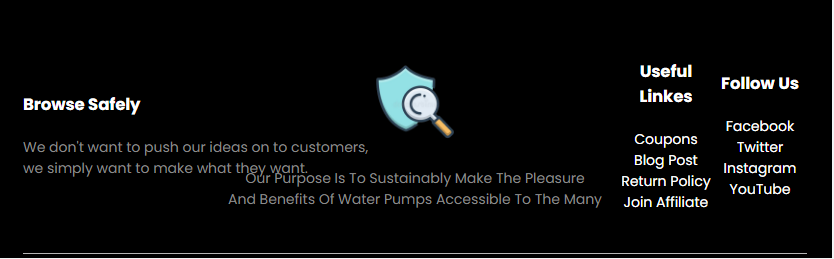 Browse Safely
We don't want to push our ideas on to customers,
we simply want to make what they want.
Our Purpose Is To Sustainably Make The Pleasure
And Benefits Of Water Pumps Accessible To The Many
Useful
Linkes
Coupons
Blog Post
Return Policy
Join Affiliate
Follow Us
Facebook
Twitter
Instagram
YouTube